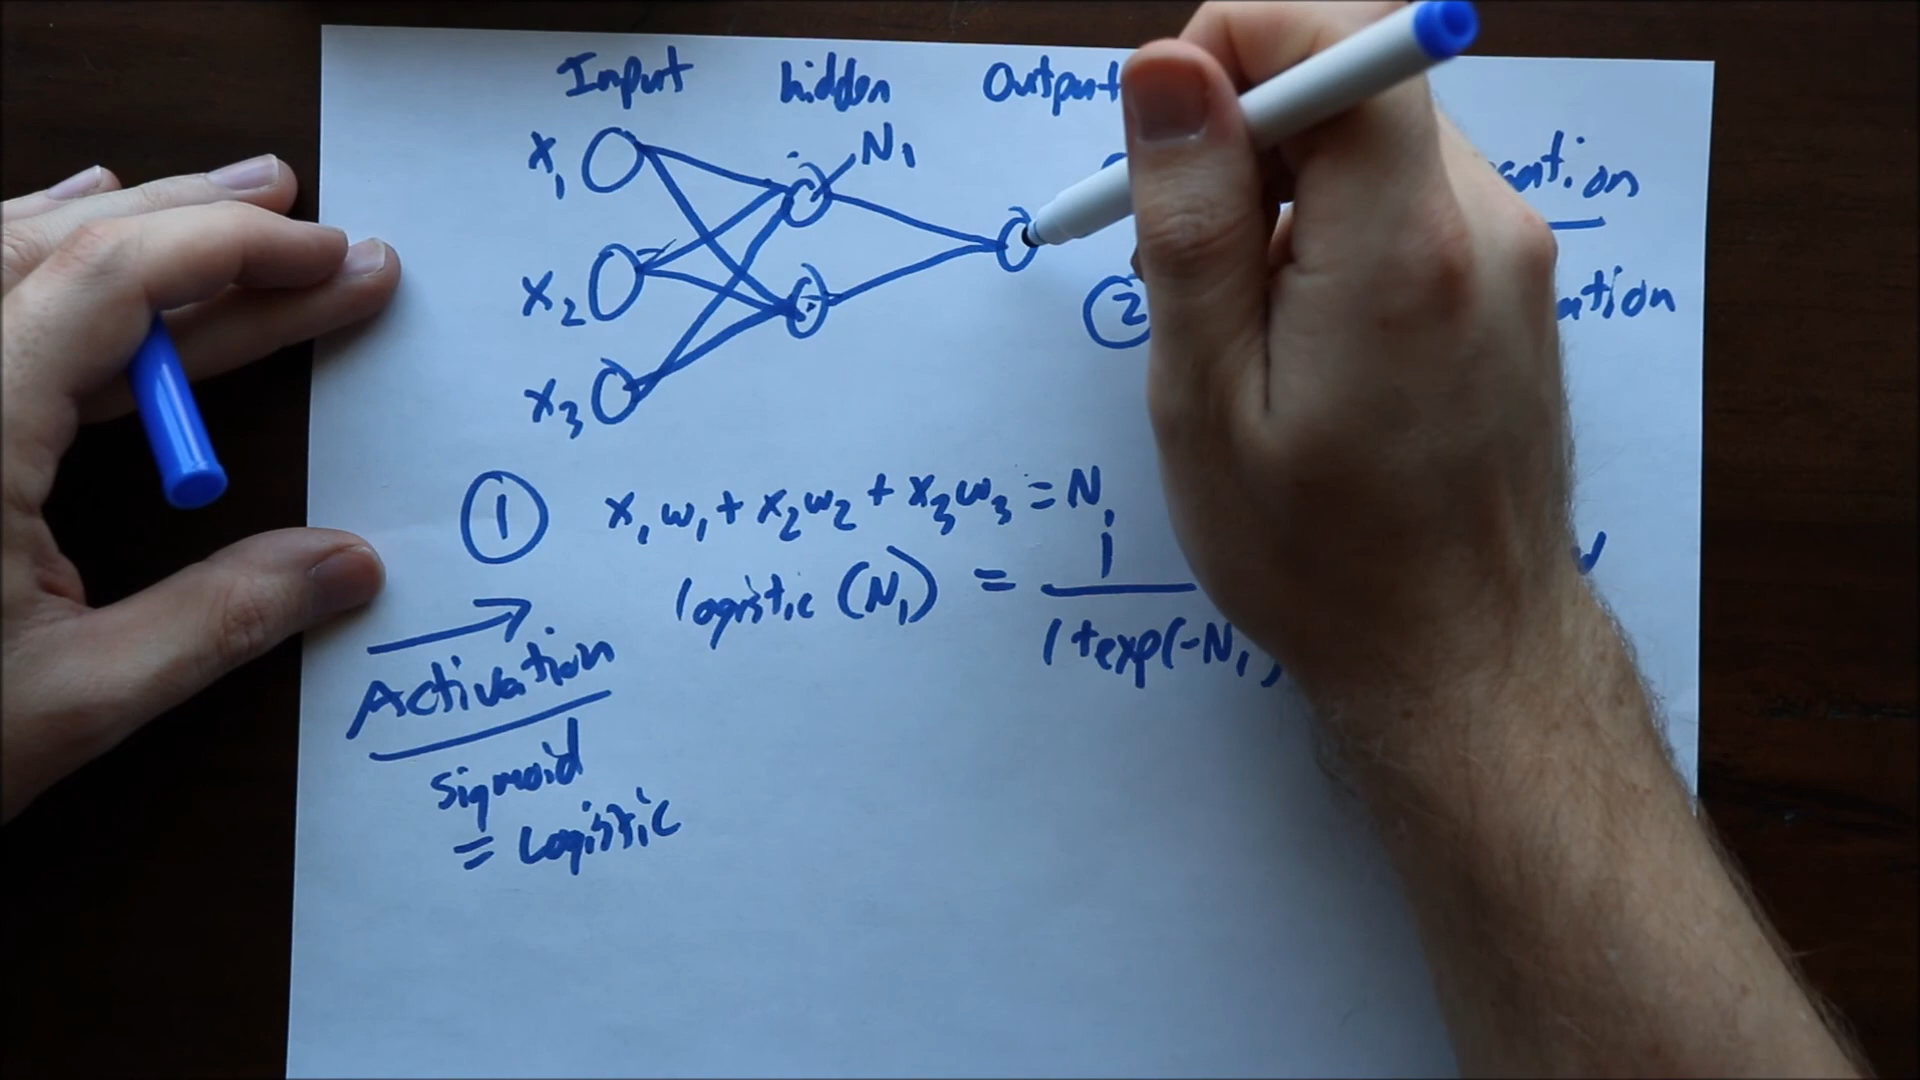 Input hidden Output
x1 N1
x2
x3
②
① x1w1 + x2w2 + x3w3 = N1
logistic (N1) = 1
1+exp(-N1)
Activation
sigmoid
= Logistic